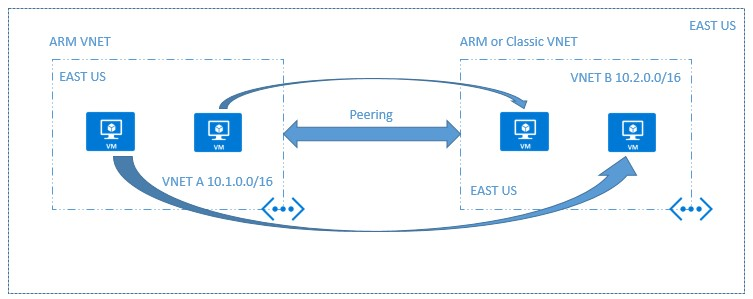 EAST US
ARM VNET
ARM or Classic VNET
EAST US
VNET B 10.2.0.0/16
Peering
VM
VM
VM
VM
VNET A 10.1.0.0/16
EAST US